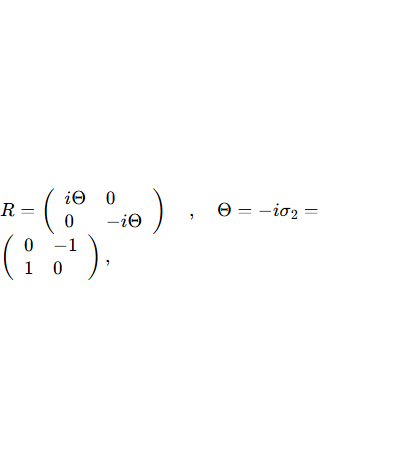 R = ( iΘ 0
0 −iΘ ) , Θ = −iσ₂ =
( 0 −1
1 0 ) ,